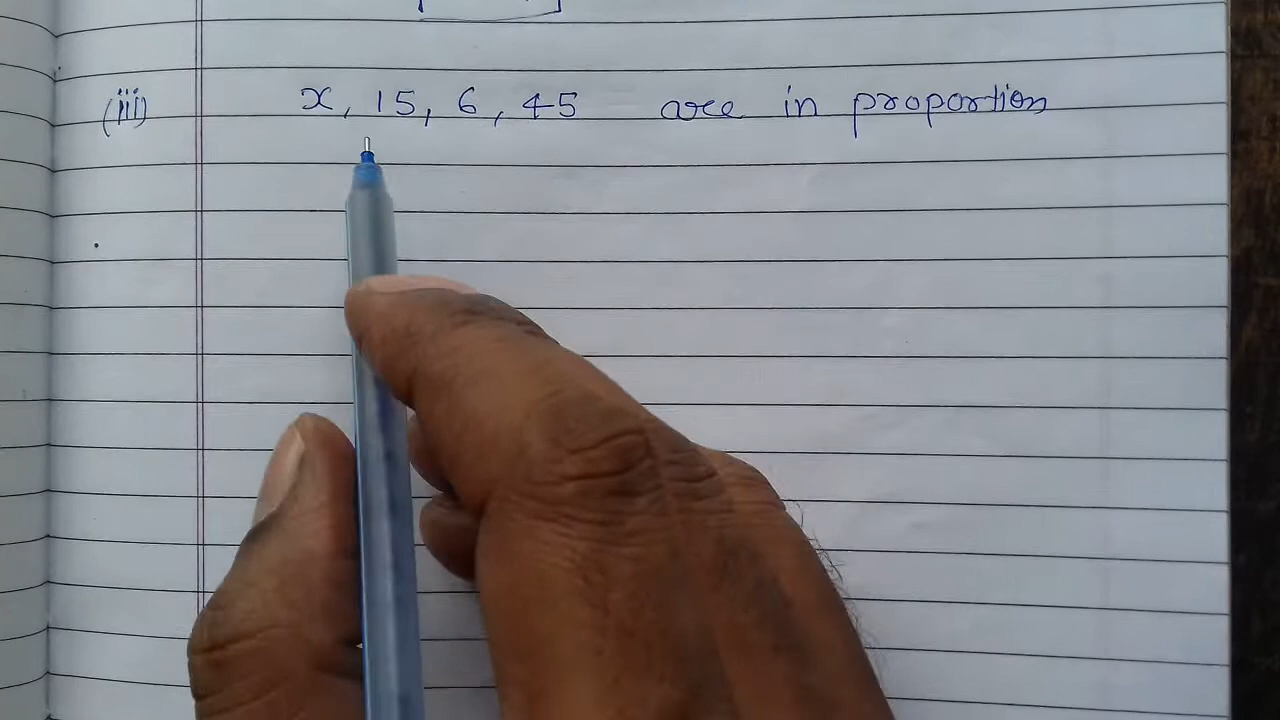 (iii) x, 15, 6, 45 are in proportion